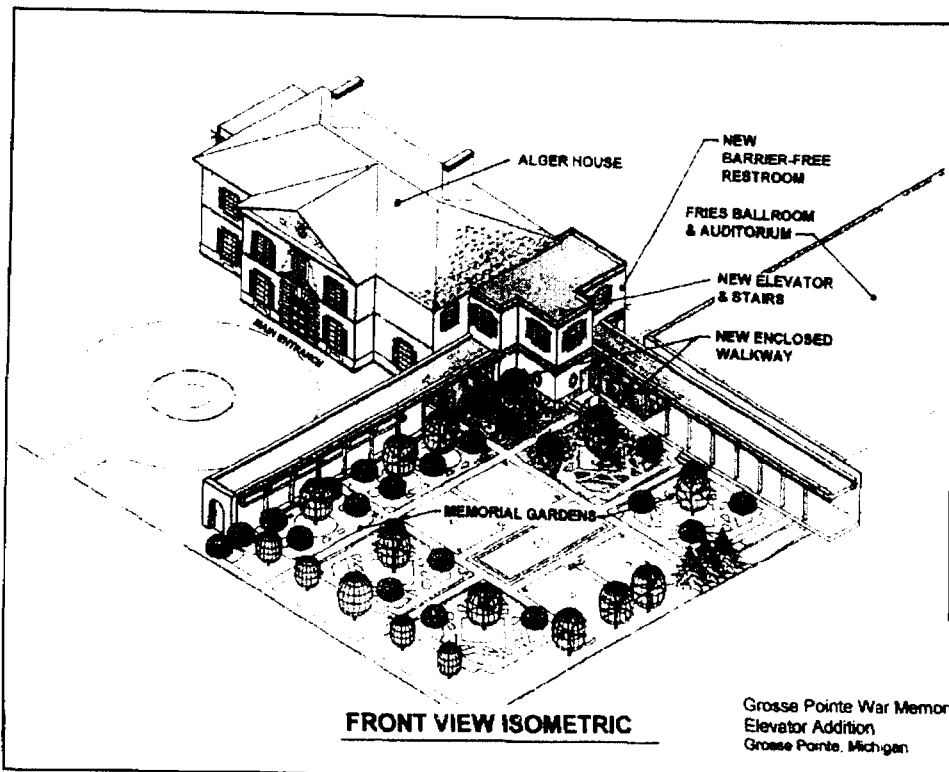 ALGER HOUSE
NEW
BARRIER-FREE
RESTROOM
FRIES BALLROOM
& AUDITORIUM
NEW ELEVATOR
& STAIRS
NEW ENCLOSED
WALKWAY
MAIN ENTRANCE
MEMORIAL GARDENS
FRONT VIEW ISOMETRIC
Grosse Pointe War Memor
Elevator Addition
Grosse Pointe, Michigan